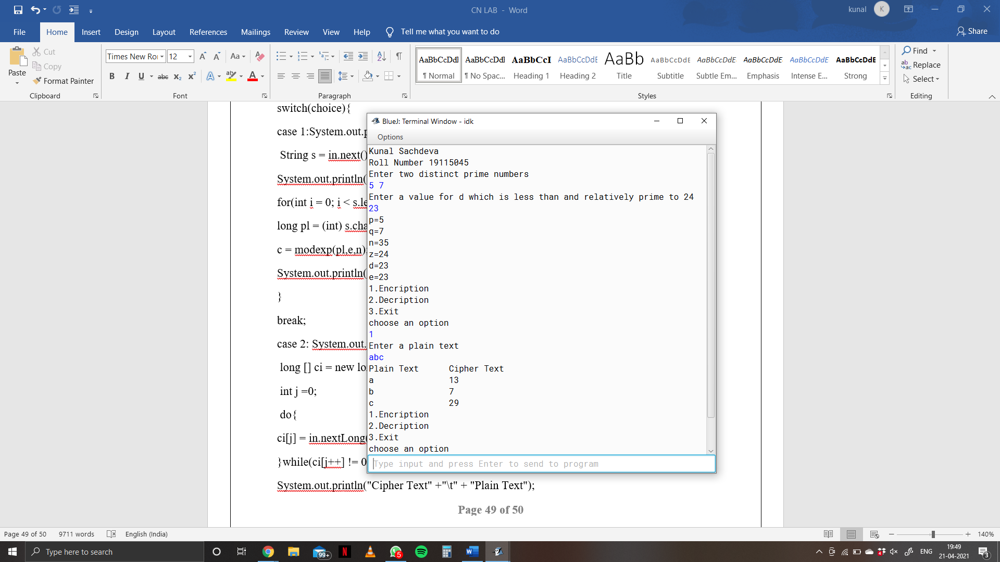 CN LAB - Word
kunal
K
File Home Insert Design Layout References Mailings Review View Help Tell me what you want to do
Share
Paste
Cut
Copy
Format Painter
Clipboard
Times New Ro
12
Aa
B I U abc x₂ x² A ab A
Font
Paragraph
AaBbCcDdI AaBbCcDdI AaBbCcI AaBbCcDdE AaBb AaBbCcDdE AaBbCcDdE AaBbCcDdE AaBbCcDdE AaBbCcDdE
¶ Normal ¶ No Spac... Heading 1 Heading 2 Title Subtitle Subtle Em... Emphasis Intense E... Strong
Styles
Find
Replace
Select
Editing
switch(choice){
case 1:System.out.p
String s = in.next()
System.out.println(
for(int i = 0; i < s.le
long pl = (int) s.cha
c = modexp(pl,e,n);
System.out.println(
}
break;
case 2: System.out.
long [] ci = new lo
int j =0;
do{
ci[j] = in.nextLong(
}while(ci[j++] != 0
System.out.println("Cipher Text" +"\t" + "Plain Text");
Page 49 of 50
BlueJ: Terminal Window - idk
Options
Kunal Sachdeva
Roll Number 19115045
Enter two distinct prime numbers
5 7
Enter a value for d which is less than and relatively prime to 24
23
p=5
q=7
n=35
z=24
d=23
e=23
1.Encription
2.Decription
3.Exit
choose an option
1
Enter a plain text
abc
Plain Text Cipher Text
a 13
b 7
c 29
1.Encription
2.Decription
3.Exit
choose an option
Type input and press Enter to send to program
Page 49 of 50 9711 words English (India)
140%
Type here to search
99+
N
5
ENG
19:49
21-04-2021
3